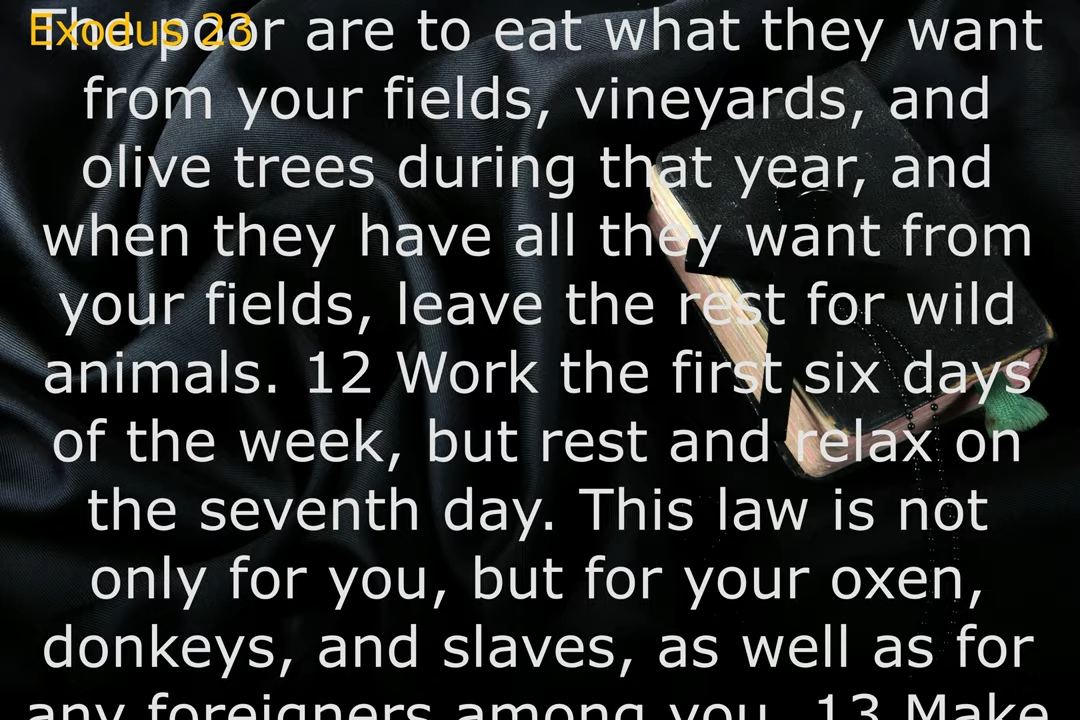 Exodus 23
The poor are to eat what they want
from your fields, vineyards, and
olive trees during that year, and
when they have all they want from
your fields, leave the rest for wild
animals. 12 Work the first six days
of the week, but rest and relax on
the seventh day. This law is not
only for you, but for your oxen,
donkeys, and slaves, as well as for
any foreigners among you. 13 Make